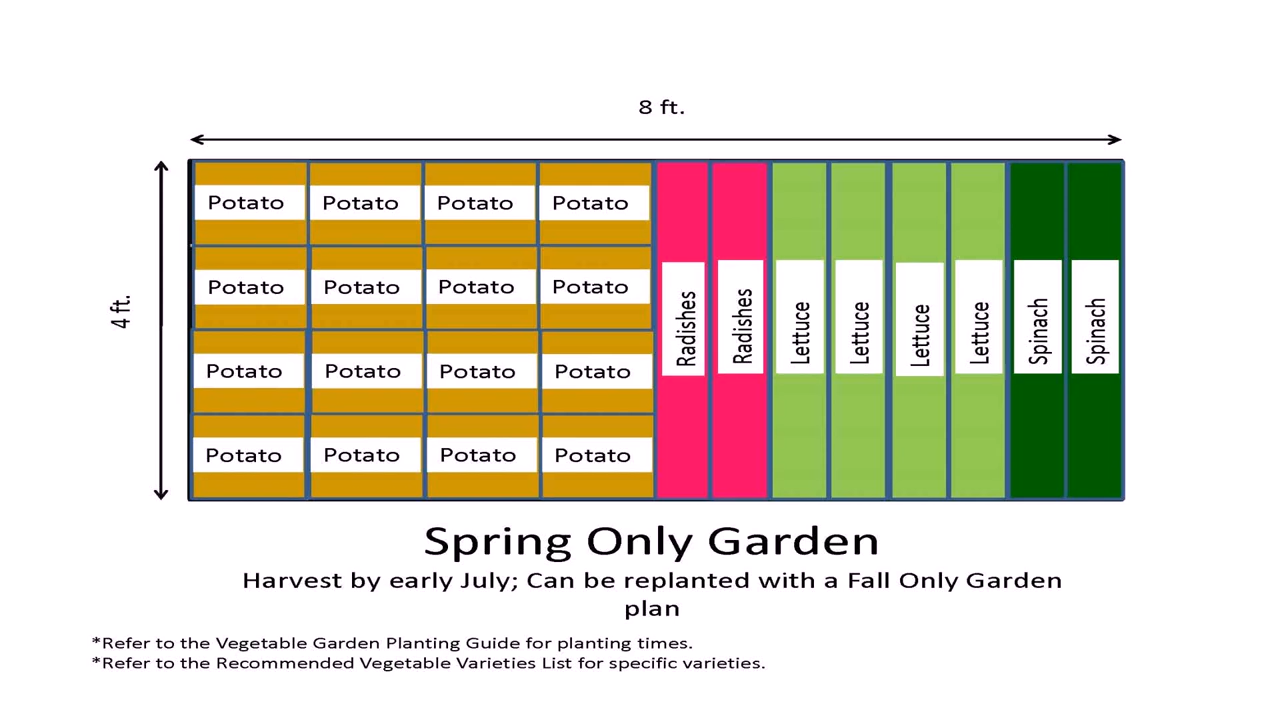 8 ft.
4 ft.
Potato Potato Potato Potato
Potato Potato Potato Potato
Potato Potato Potato Potato
Potato Potato Potato Potato
Radishes
Radishes
Lettuce
Lettuce
Lettuce
Lettuce
Spinach
Spinach
Spring Only Garden
Harvest by early July; Can be replanted with a Fall Only Garden
plan
*Refer to the Vegetable Garden Planting Guide for planting times.
*Refer to the Recommended Vegetable Varieties List for specific varieties.